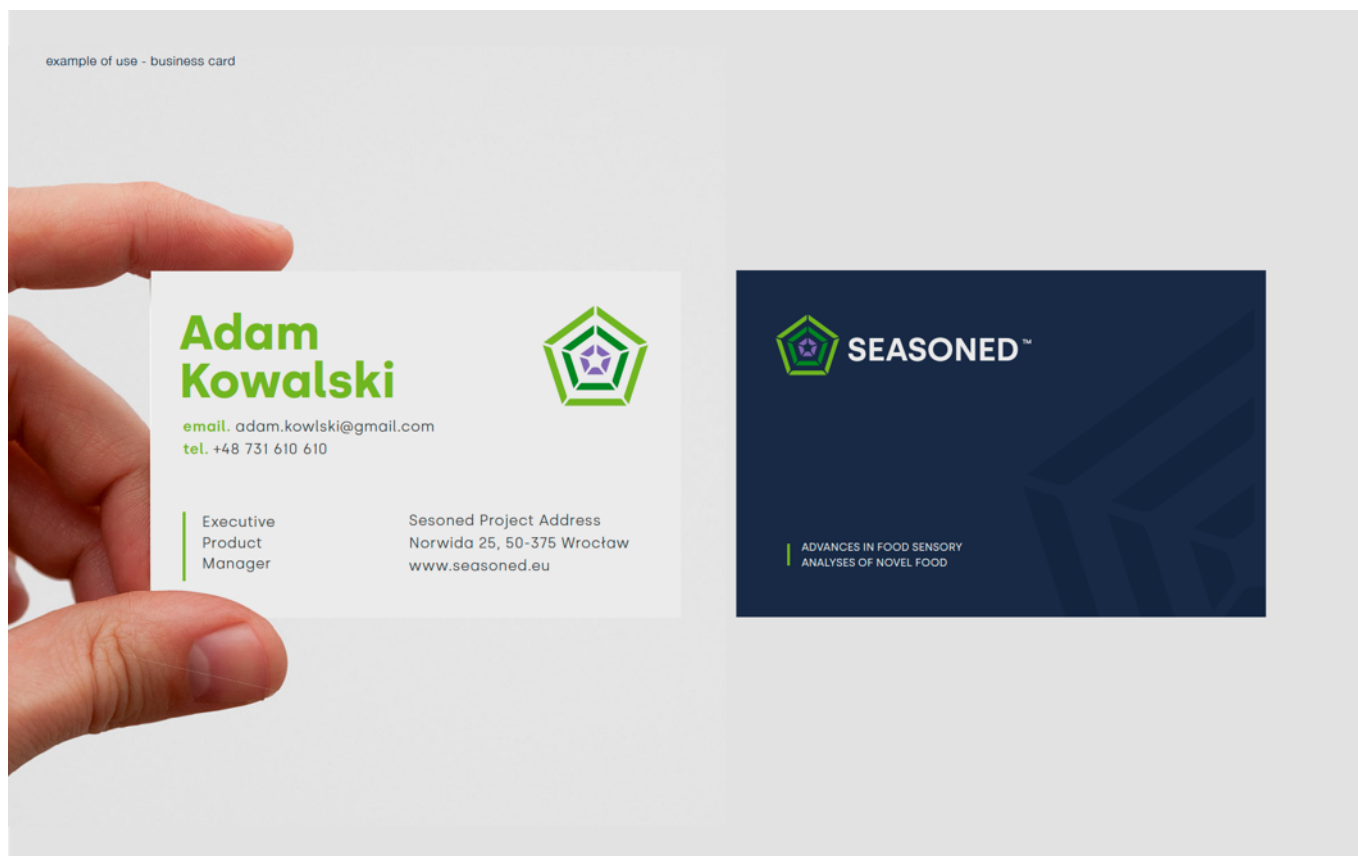 example of use - business card
Adam
Kowalski
email. adam.kowlski@gmail.com
tel. +48 731 610 610
Executive
Product
Manager
Sesoned Project Address
Norwida 25, 50-375 Wrocław
www.seasoned.eu
SEASONED™
ADVANCES IN FOOD SENSORY
ANALYSES OF NOVEL FOOD